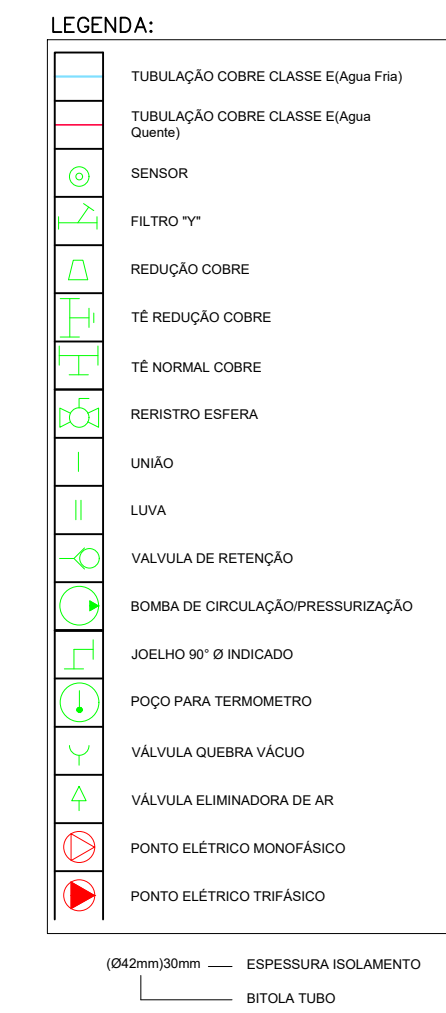 LEGENDA:
TUBULAÇÃO COBRE CLASSE E(Agua Fria)
TUBULAÇÃO COBRE CLASSE E(Agua
Quente)
SENSOR
FILTRO "Y"
REDUÇÃO COBRE
TÊ REDUÇÃO COBRE
TÊ NORMAL COBRE
RERISTRO ESFERA
UNIÃO
LUVA
VALVULA DE RETENÇÃO
BOMBA DE CIRCULAÇÃO/PRESSURIZAÇÃO
JOELHO 90° Ø INDICADO
POÇO PARA TERMOMETRO
VÁLVULA QUEBRA VÁCUO
VÁLVULA ELIMINADORA DE AR
PONTO ELÉTRICO MONOFÁSICO
PONTO ELÉTRICO TRIFÁSICO
(Ø42mm)30mm ESPESSURA ISOLAMENTO
BITOLA TUBO